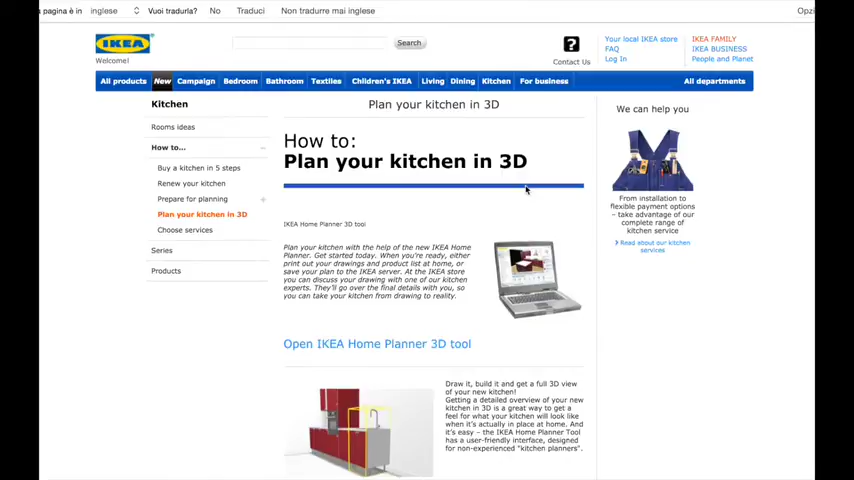 a pagina è in inglese Vuoi tradurla? No Traduci Non tradurre mai inglese Opzi
IKEA
Welcome!
Search
?
Contact Us
Your local IKEA store
FAQ
Log In
IKEA FAMILY
IKEA BUSINESS
People and Planet
All products New Campaign Bedroom Bathroom Textiles Children's IKEA Living Dining Kitchen For business All departments
Kitchen
Rooms ideas
How to...
Buy a kitchen in 5 steps
Renew your kitchen
Prepare for planning
Plan your kitchen in 3D
Choose services
Series
Products
Plan your kitchen in 3D
How to:
Plan your kitchen in 3D
IKEA Home Planner 3D tool
Plan your kitchen with the help of the new IKEA Home
Planner. Get started today. When you're ready, either
print out your drawings and product list at home, or
save your plan to the IKEA server. At the IKEA store
you can discuss your drawing with one of our kitchen
experts. They'll go over the final details with you, so
you can take your kitchen from drawing to reality.
Open IKEA Home Planner 3D tool
Draw it, build it and get a full 3D view
of your new kitchen!
Getting a detailed overview of your new
kitchen in 3D is a great way to get a
feel for what your kitchen will look like
when it's actually in place at home. And
it's easy – the IKEA Home Planner Tool
has a user-friendly interface, designed
for non-experienced "kitchen planners".
We can help you
From installation to
flexible payment options
– take advantage of our
complete range of
kitchen service
Read about our kitchen
services